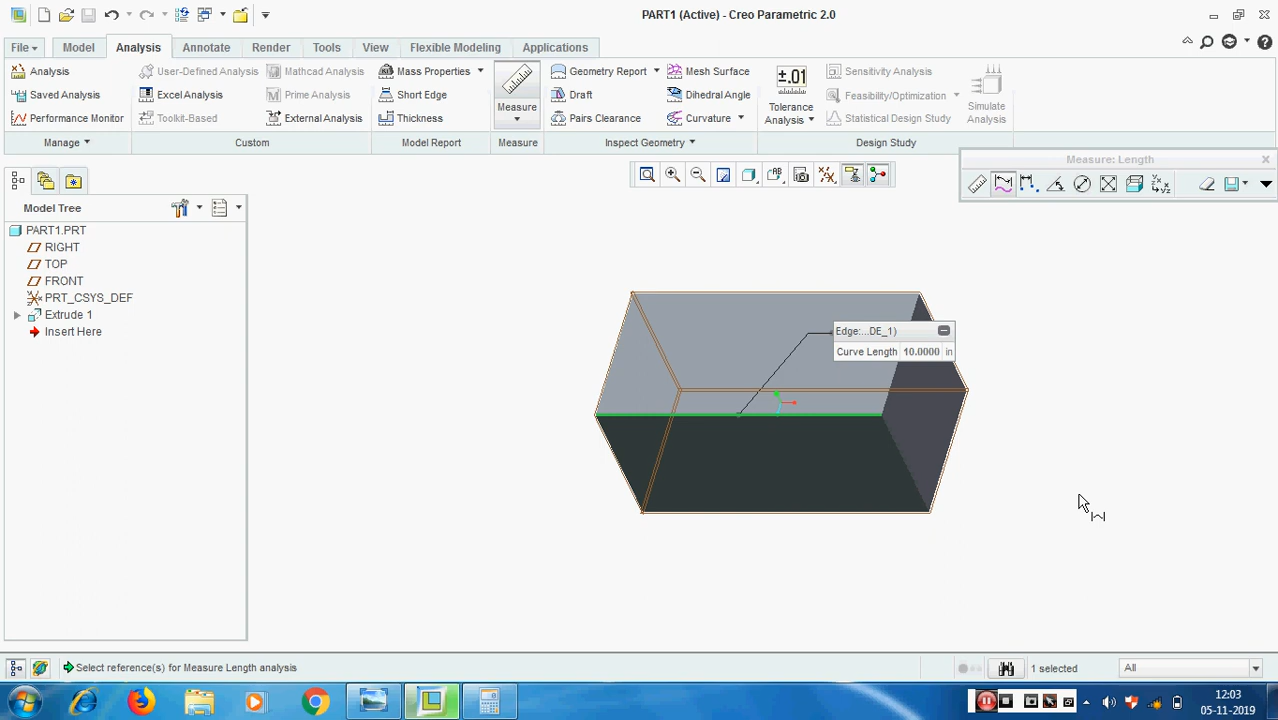 PART1 (Active) - Creo Parametric 2.0
File Model Analysis Annotate Render Tools View Flexible Modeling Applications
Analysis
Saved Analysis
Performance Monitor
Manage
User-Defined Analysis
Excel Analysis
Toolkit-Based
Mathcad Analysis
Prime Analysis
External Analysis
Custom
Mass Properties
Short Edge
Thickness
Model Report
Measure
Measure
Geometry Report
Draft
Pairs Clearance
Mesh Surface
Dihedral Angle
Curvature
Inspect Geometry
±.01
Tolerance
Analysis
Sensitivity Analysis
Feasibility/Optimization
Statistical Design Study
Simulate
Analysis
Design Study
Measure: Length
Model Tree
PART1.PRT
RIGHT
TOP
FRONT
PRT_CSYS_DEF
Extrude 1
Insert Here
Edge:...DE_1)
Curve Length 10.0000 in
Select reference(s) for Measure Length analysis
1 selected
All
12:03
05-11-2019